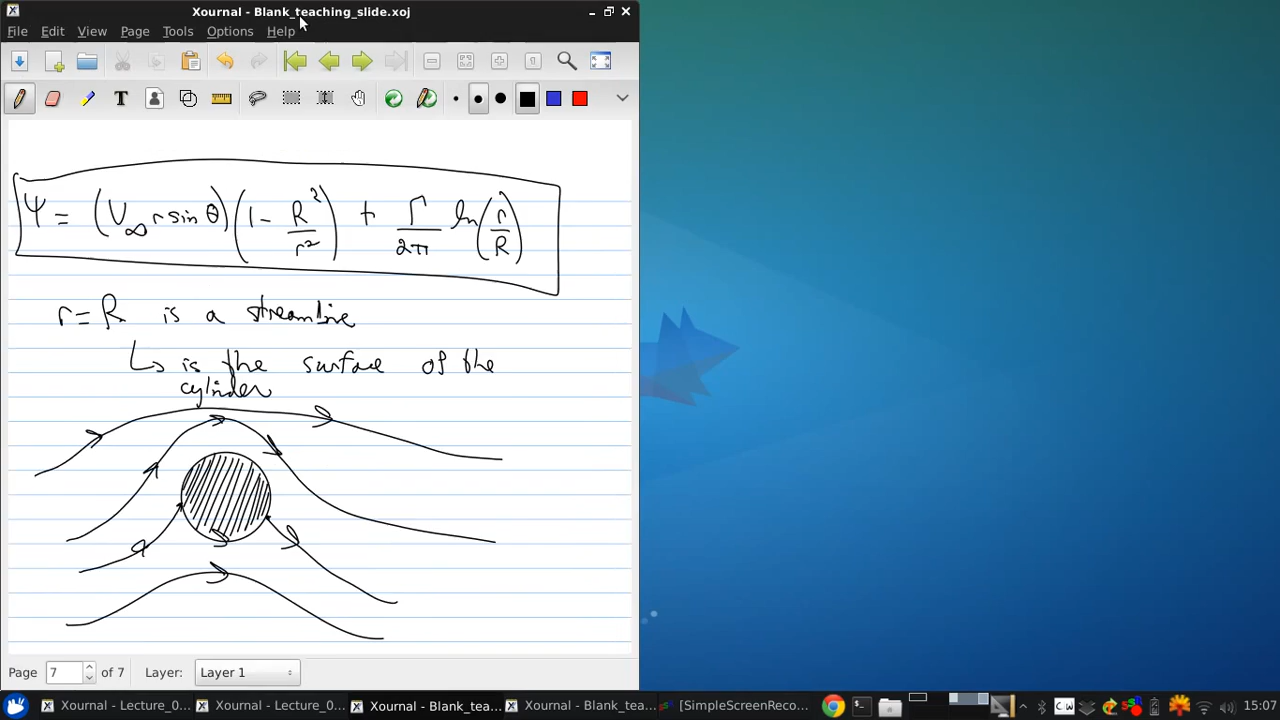 Xournal - Blank_teaching_slide.xoj
File Edit View Page Tools Options Help
Ψ = (V∞ r sin θ) (1 - R²/r²) + Γ/2π ln(r/R)
r = R is a streamline
↳ is the surface of the
cylinder
Page 7 of 7 Layer: Layer 1
Xournal - Lecture_0... Xournal - Lecture_0... Xournal - Blank_tea... Xournal - Blank_tea... [SimpleScreenReco... 15:07